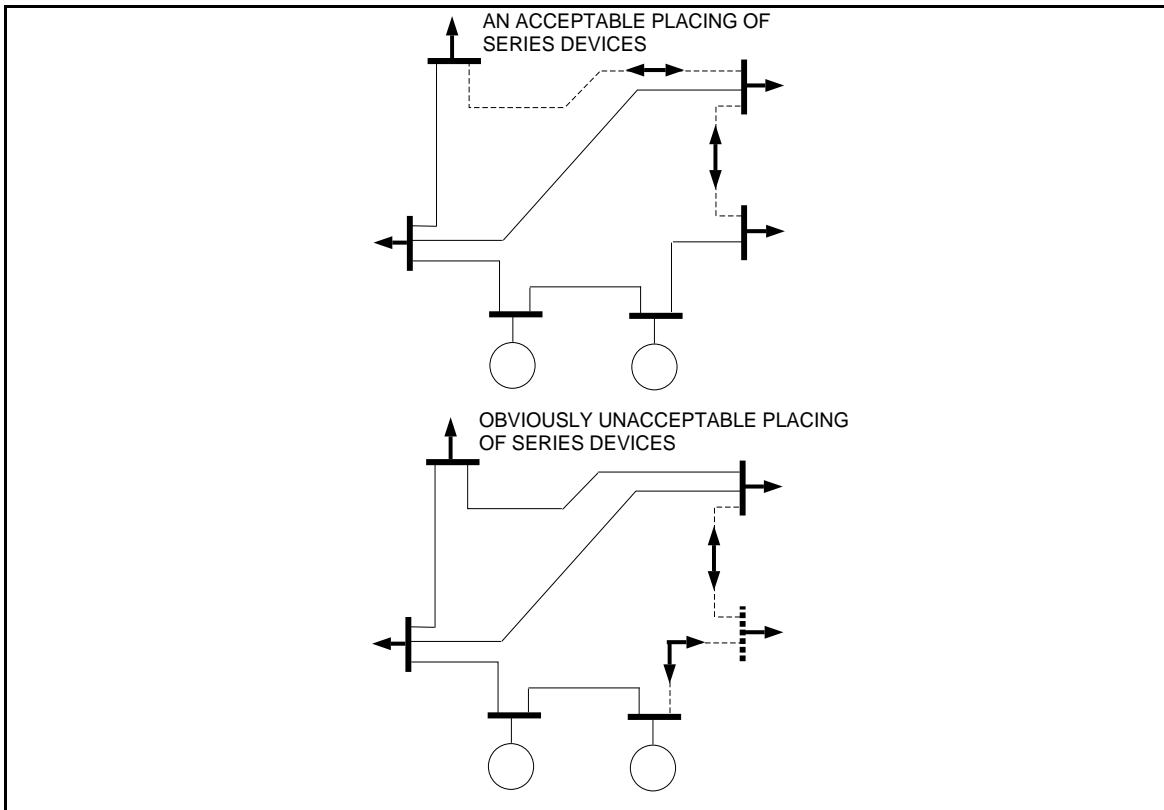 AN ACCEPTABLE PLACING OF
SERIES DEVICES
OBVIOUSLY UNACCEPTABLE PLACING
OF SERIES DEVICES